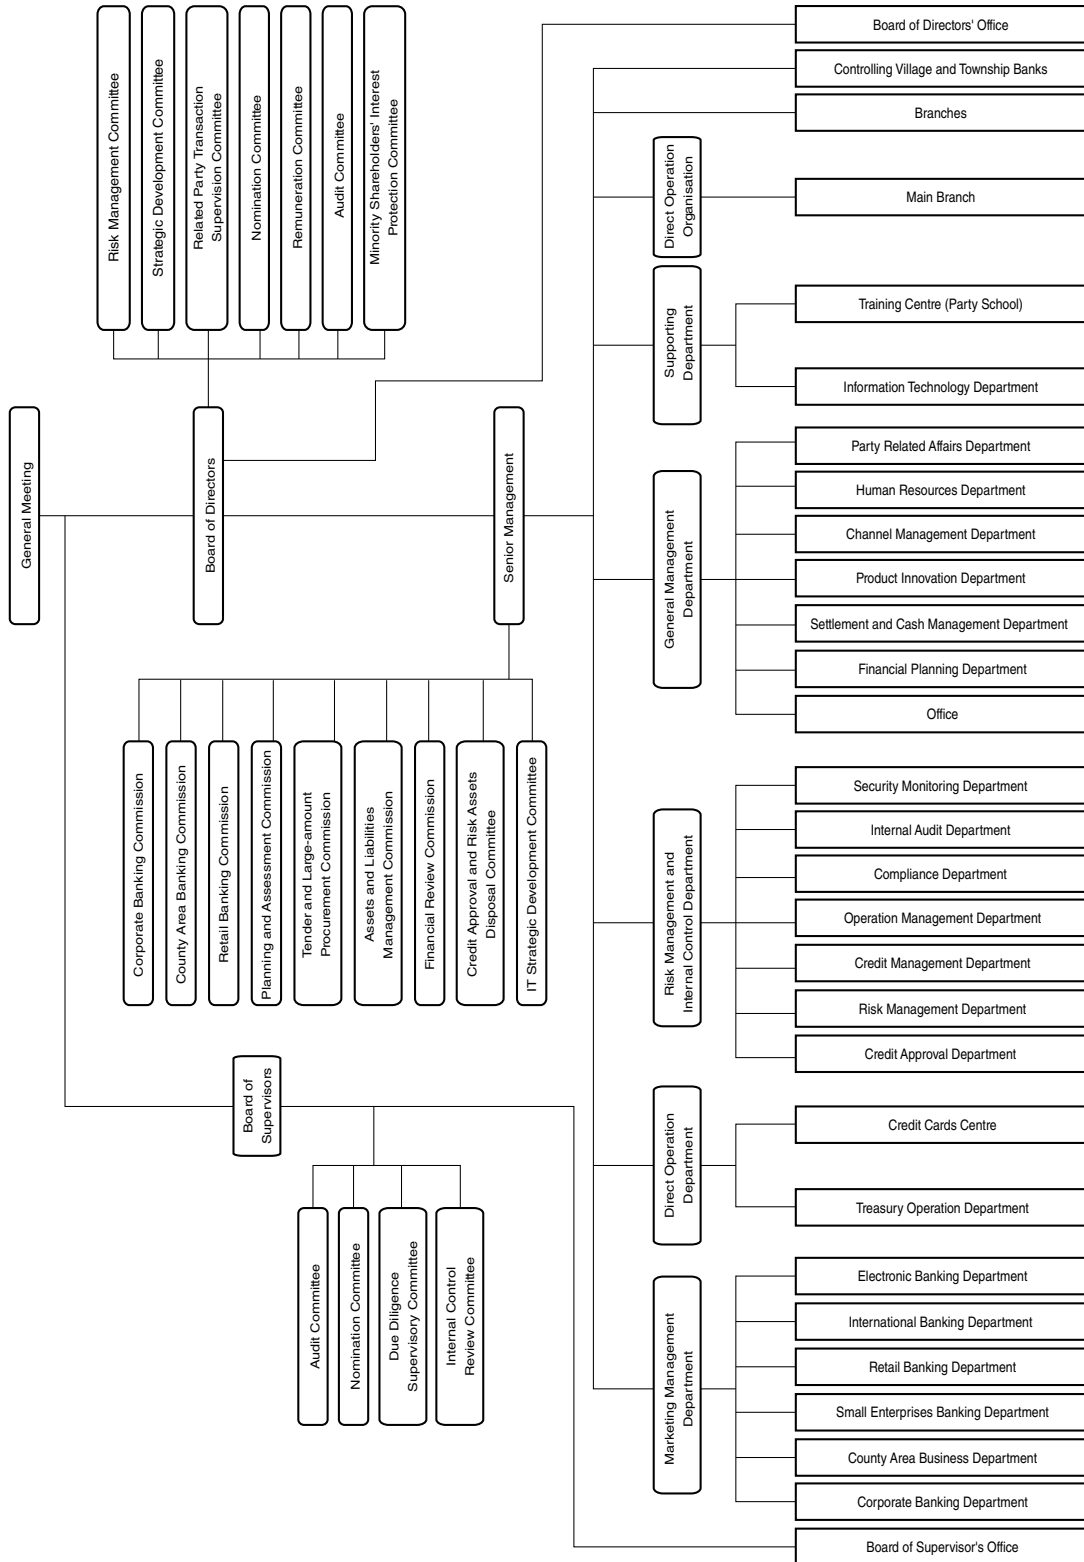 General Meeting
Board of Directors
Senior Management
Risk Management Committee
Strategic Development Committee
Related Party Transaction
Supervision Committee
Nomination Committee
Remuneration Committee
Audit Committee
Minority Shareholders' Interest
Protection Committee
Corporate Banking Commission
County Area Banking Commission
Retail Banking Commission
Planning and Assessment Commission
Tender and Large-amount
Procurement Commission
Assets and Liabilities
Management Commission
Financial Review Commission
Credit Approval and Risk Assets
Disposal Committee
IT Strategic Development Committee
Board of
Supervisors
Audit Committee
Nomination Committee
Due Diligence
Supervisory Committee
Internal Control
Review Committee
Direct Operation
Organisation
Supporting
Department
General Management
Department
Risk Management and
Internal Control Department
Direct Operation
Department
Marketing Management
Department
Board of Directors' Office
Controlling Village and Township Banks
Branches
Main Branch
Training Centre (Party School)
Information Technology Department
Party Related Affairs Department
Human Resources Department
Channel Management Department
Product Innovation Department
Settlement and Cash Management Department
Financial Planning Department
Office
Security Monitoring Department
Internal Audit Department
Compliance Department
Operation Management Department
Credit Management Department
Risk Management Department
Credit Approval Department
Credit Cards Centre
Treasury Operation Department
Electronic Banking Department
International Banking Department
Retail Banking Department
Small Enterprises Banking Department
County Area Business Department
Corporate Banking Department
Board of Supervisor's Office